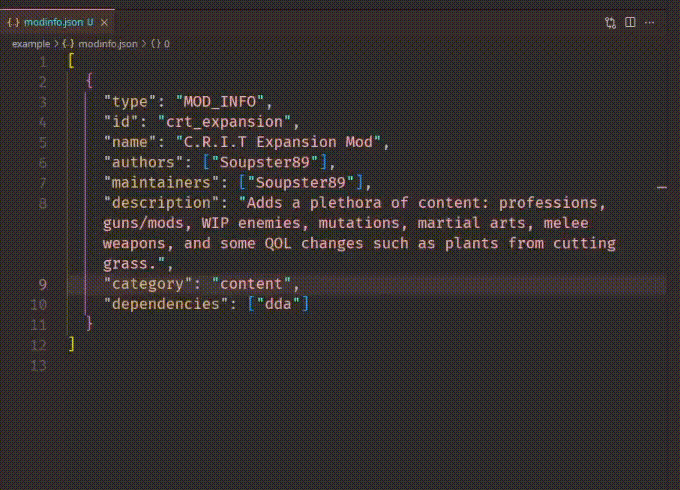 {.} modinfo.json U ×
example > {.} modinfo.json > {} 0
1 [
2 {
3 "type": "MOD_INFO",
4 "id": "crt_expansion",
5 "name": "C.R.I.T Expansion Mod",
6 "authors": ["Soupster89"],
7 "maintainers": ["Soupster89"],
8 "description": "Adds a plethora of content: professions,
guns/mods, WIP enemies, mutations, martial arts, melee
weapons, and some QOL changes such as plants from cutting
grass.",
9 "category": "content",
10 "dependencies": ["dda"]
11 }
12 ]
13